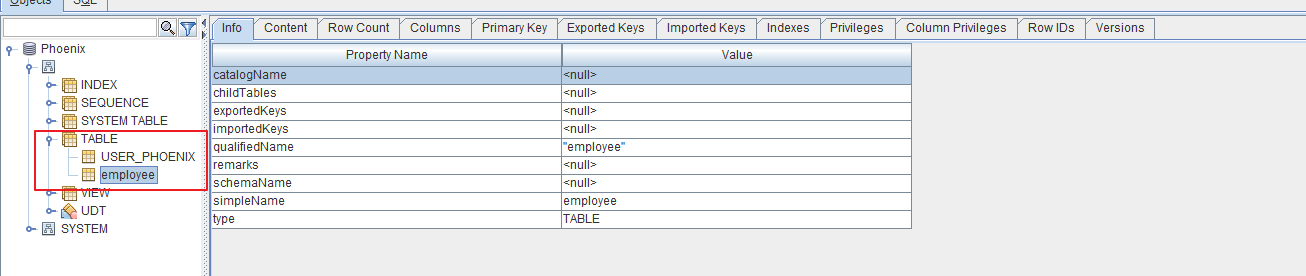 Objects SQL
Info Content Row Count Columns Primary Key Exported Keys Imported Keys Indexes Privileges Column Privileges Row IDs Versions
Phoenix
INDEX
SEQUENCE
SYSTEM TABLE
TABLE
USER_PHOENIX
employee
VIEW
UDT
SYSTEM
Property Name Value
catalogName <null>
childTables <null>
exportedKeys <null>
importedKeys <null>
qualifiedName "employee"
remarks <null>
schemaName <null>
simpleName employee
type TABLE